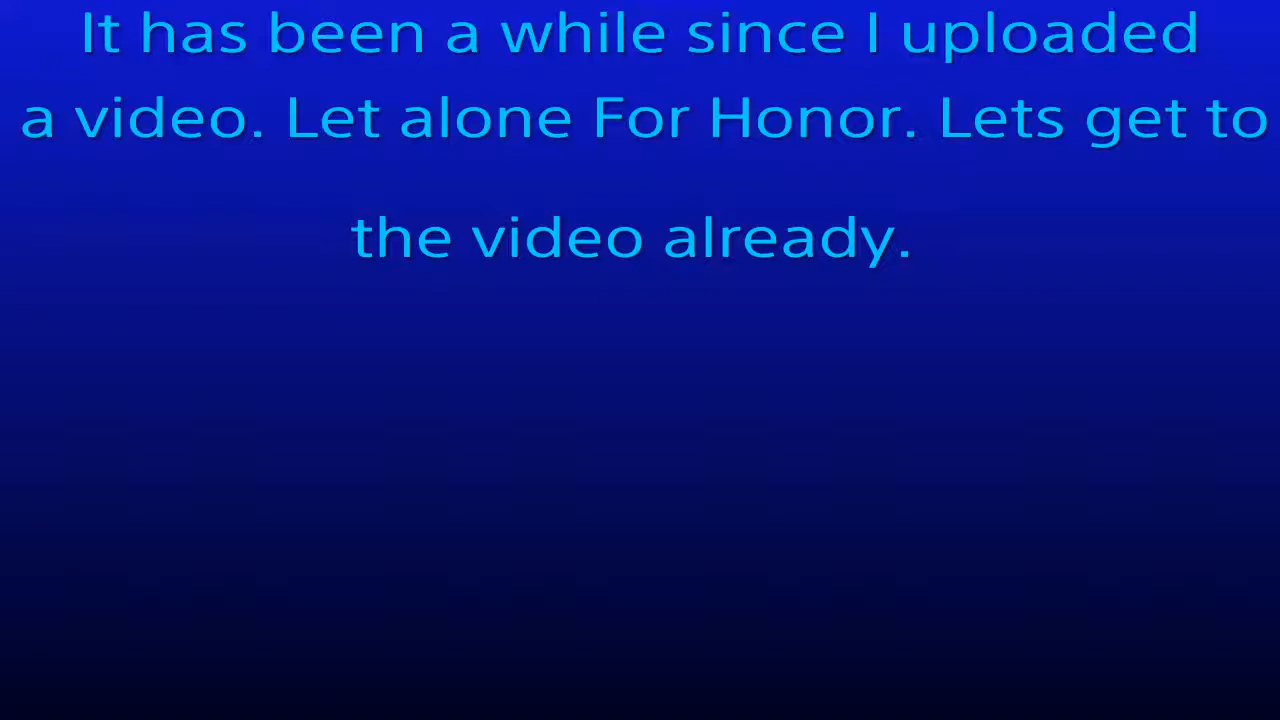 It has been a while since I uploaded
a video. Let alone For Honor. Lets get to
the video already.